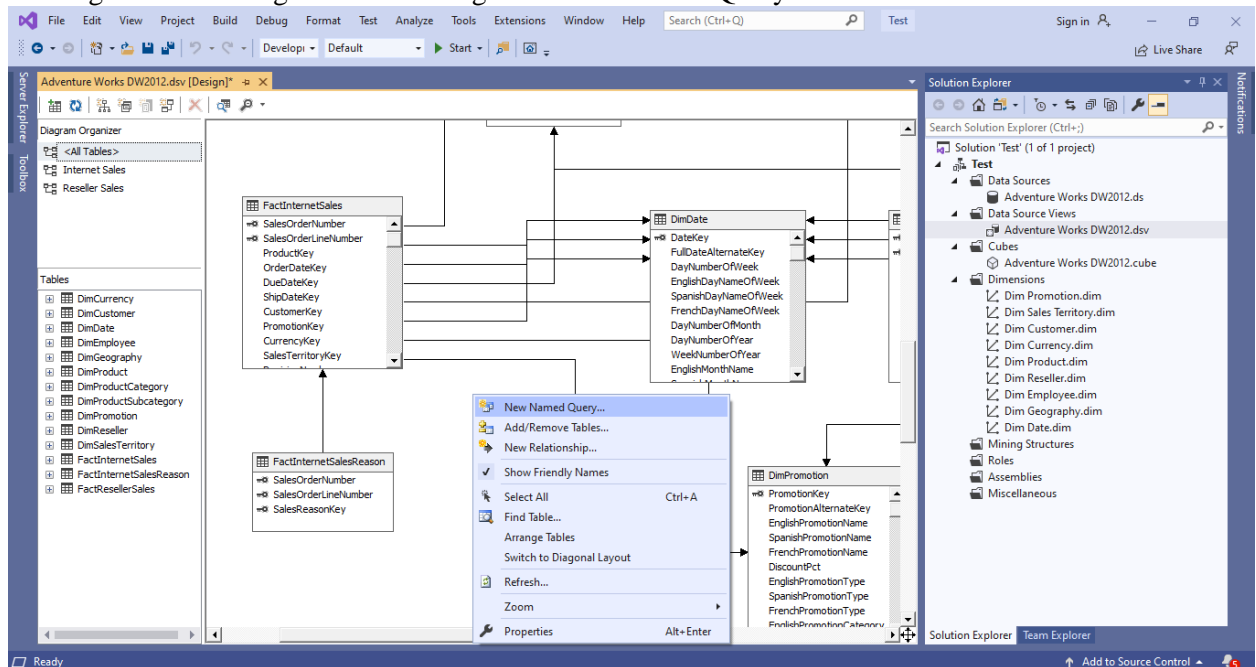 File Edit View Project Build Debug Format Test Analyze Tools Extensions Window Help Search (Ctrl+Q) Test Sign in
Developi Default Start Live Share
Server Explorer
Toolbox
Adventure Works DW2012.dsv [Design]*
Diagram Organizer
<All Tables>
Internet Sales
Reseller Sales
Tables
DimCurrency
DimCustomer
DimDate
DimEmployee
DimGeography
DimProduct
DimProductCategory
DimProductSubcategory
DimPromotion
DimReseller
DimSalesTerritory
FactInternetSales
FactInternetSalesReason
FactResellerSales
FactInternetSales
SalesOrderNumber
SalesOrderLineNumber
ProductKey
OrderDateKey
DueDateKey
ShipDateKey
CustomerKey
PromotionKey
CurrencyKey
SalesTerritoryKey
FactInternetSalesReason
SalesOrderNumber
SalesOrderLineNumber
SalesReasonKey
DimDate
DateKey
FullDateAlternateKey
DayNumberOfWeek
EnglishDayNameOfWeek
SpanishDayNameOfWeek
FrenchDayNameOfWeek
DayNumberOfMonth
DayNumberOfYear
WeekNumberOfYear
EnglishMonthName
New Named Query...
Add/Remove Tables...
New Relationship...
Show Friendly Names
Select All Ctrl+A
Find Table...
Arrange Tables
Switch to Diagonal Layout
Refresh...
Zoom
Properties Alt+Enter
DimPromotion
PromotionKey
PromotionAlternateKey
EnglishPromotionName
SpanishPromotionName
FrenchPromotionName
DiscountPct
EnglishPromotionType
SpanishPromotionType
FrenchPromotionType
EnglishPromotionCategory
Solution Explorer
Search Solution Explorer (Ctrl+;)
Solution 'Test' (1 of 1 project)
Test
Data Sources
Adventure Works DW2012.ds
Data Source Views
Adventure Works DW2012.dsv
Cubes
Adventure Works DW2012.cube
Dimensions
Dim Promotion.dim
Dim Sales Territory.dim
Dim Customer.dim
Dim Currency.dim
Dim Product.dim
Dim Reseller.dim
Dim Employee.dim
Dim Geography.dim
Dim Date.dim
Mining Structures
Roles
Assemblies
Miscellaneous
Solution Explorer Team Explorer
Notifications
Ready Add to Source Control 5